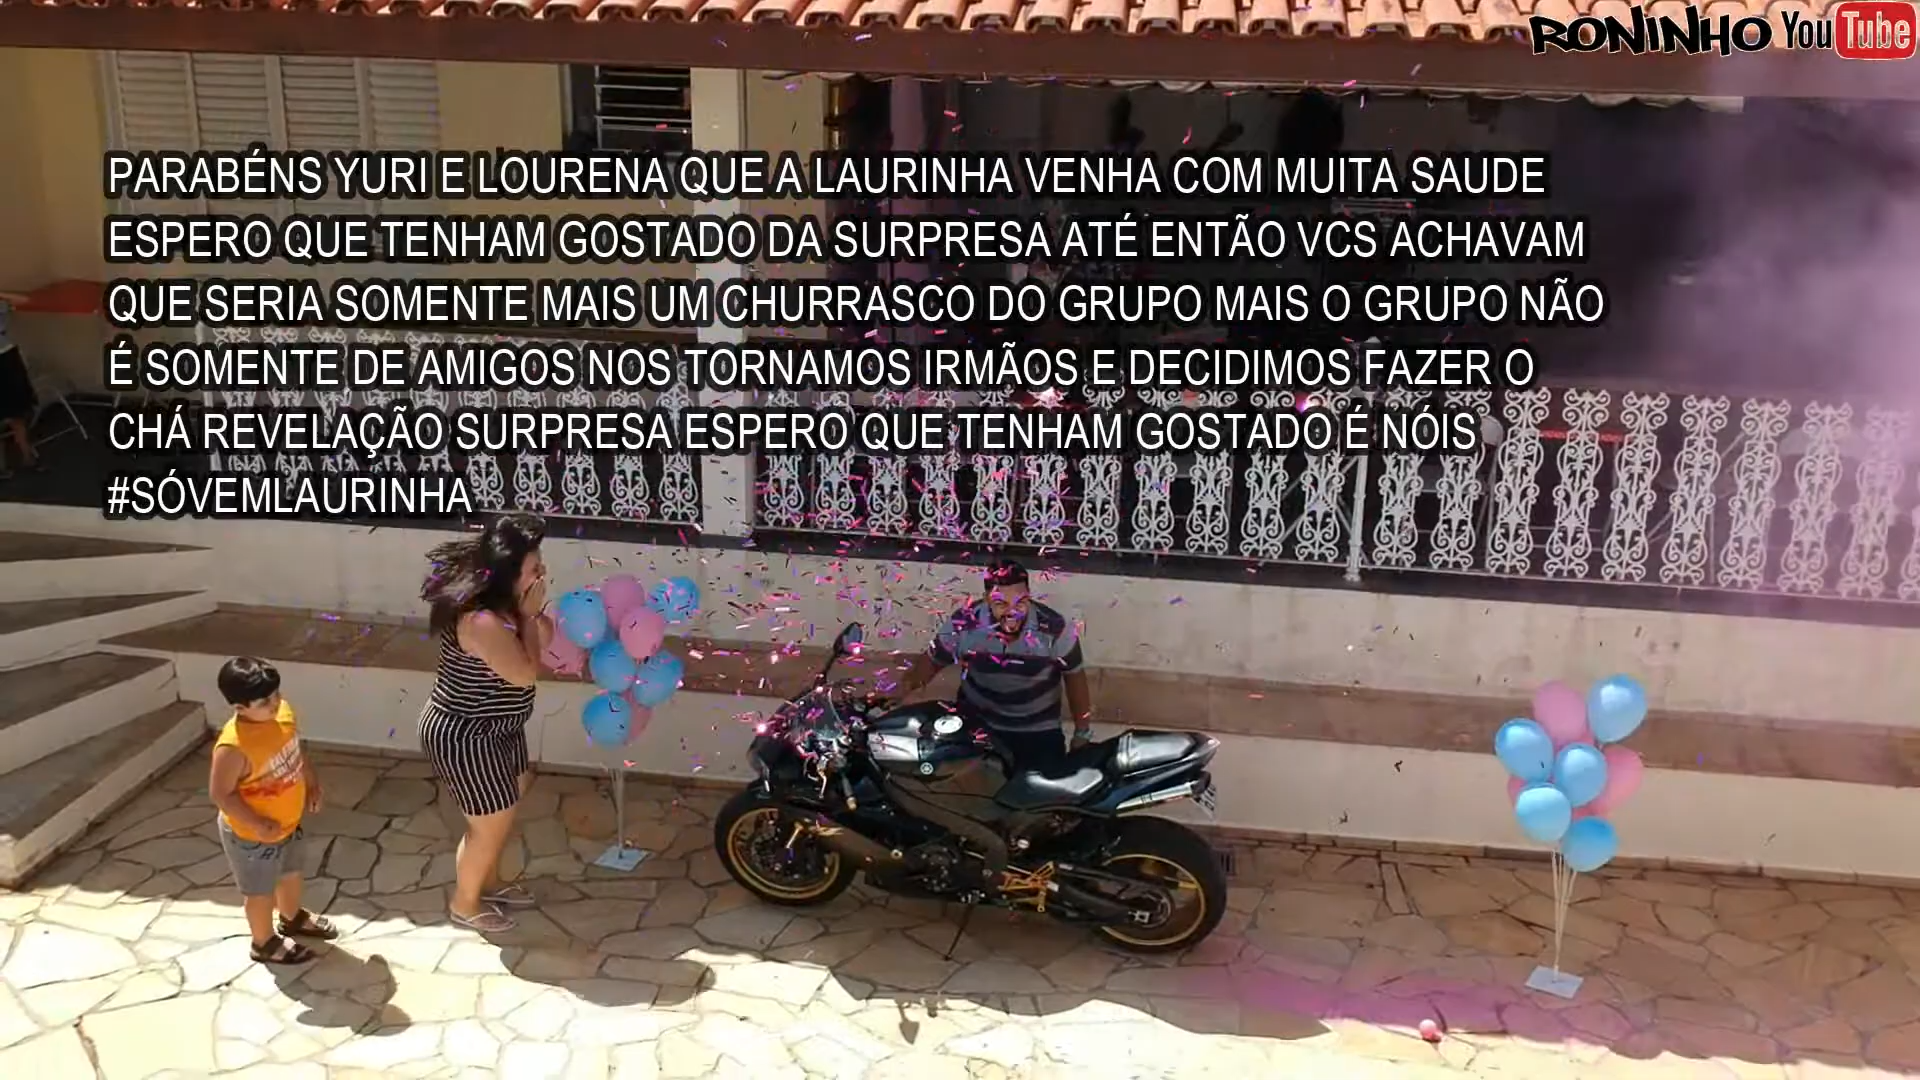 RONINHO YouTube
PARABÉNS YURI E LOURENA QUE A LAURINHA VENHA COM MUITA SAUDE
ESPERO QUE TENHAM GOSTADO DA SURPRESA ATÉ ENTÃO VCS ACHAVAM
QUE SERIA SOMENTE MAIS UM CHURRASCO DO GRUPO MAIS O GRUPO NÃO
É SOMENTE DE AMIGOS NOS TORNAMOS IRMÃOS E DECIDIMOS FAZER O
CHÁ REVELAÇÃO SURPRESA ESPERO QUE TENHAM GOSTADO É NÓIS
#SÓVEMLAURINHA